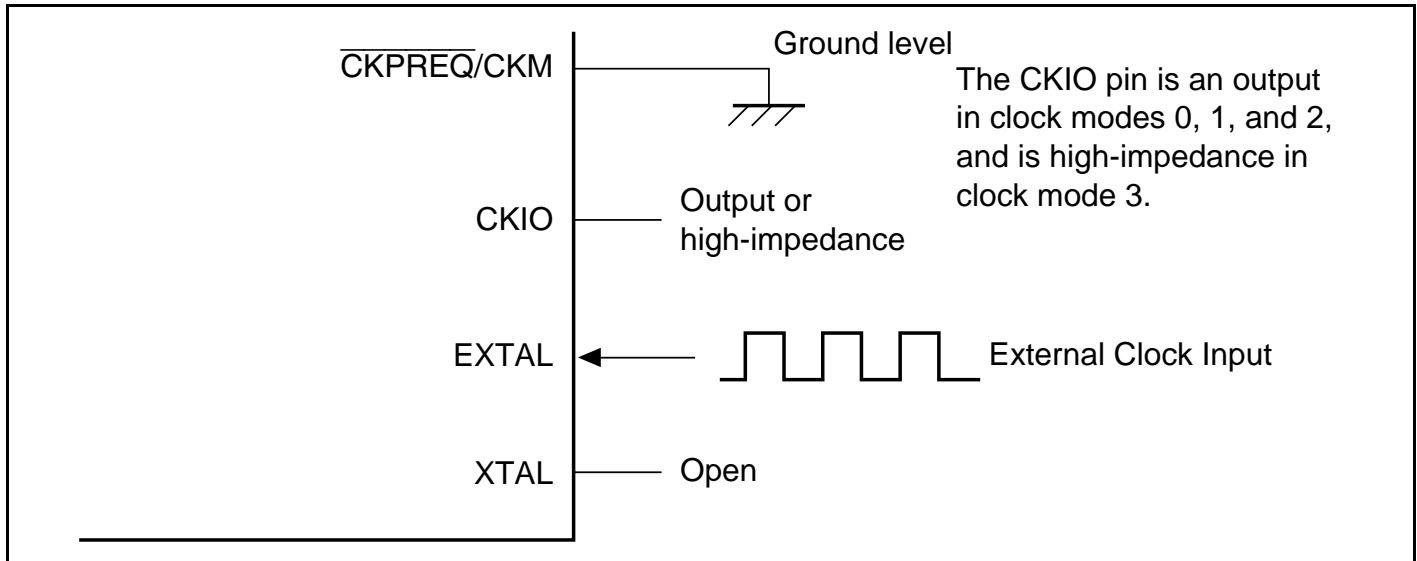 CKPREQ/CKM
Ground level
The CKIO pin is an output
in clock modes 0, 1, and 2,
and is high-impedance in
clock mode 3.
CKIO
Output or
high-impedance
EXTAL
External Clock Input
XTAL
Open